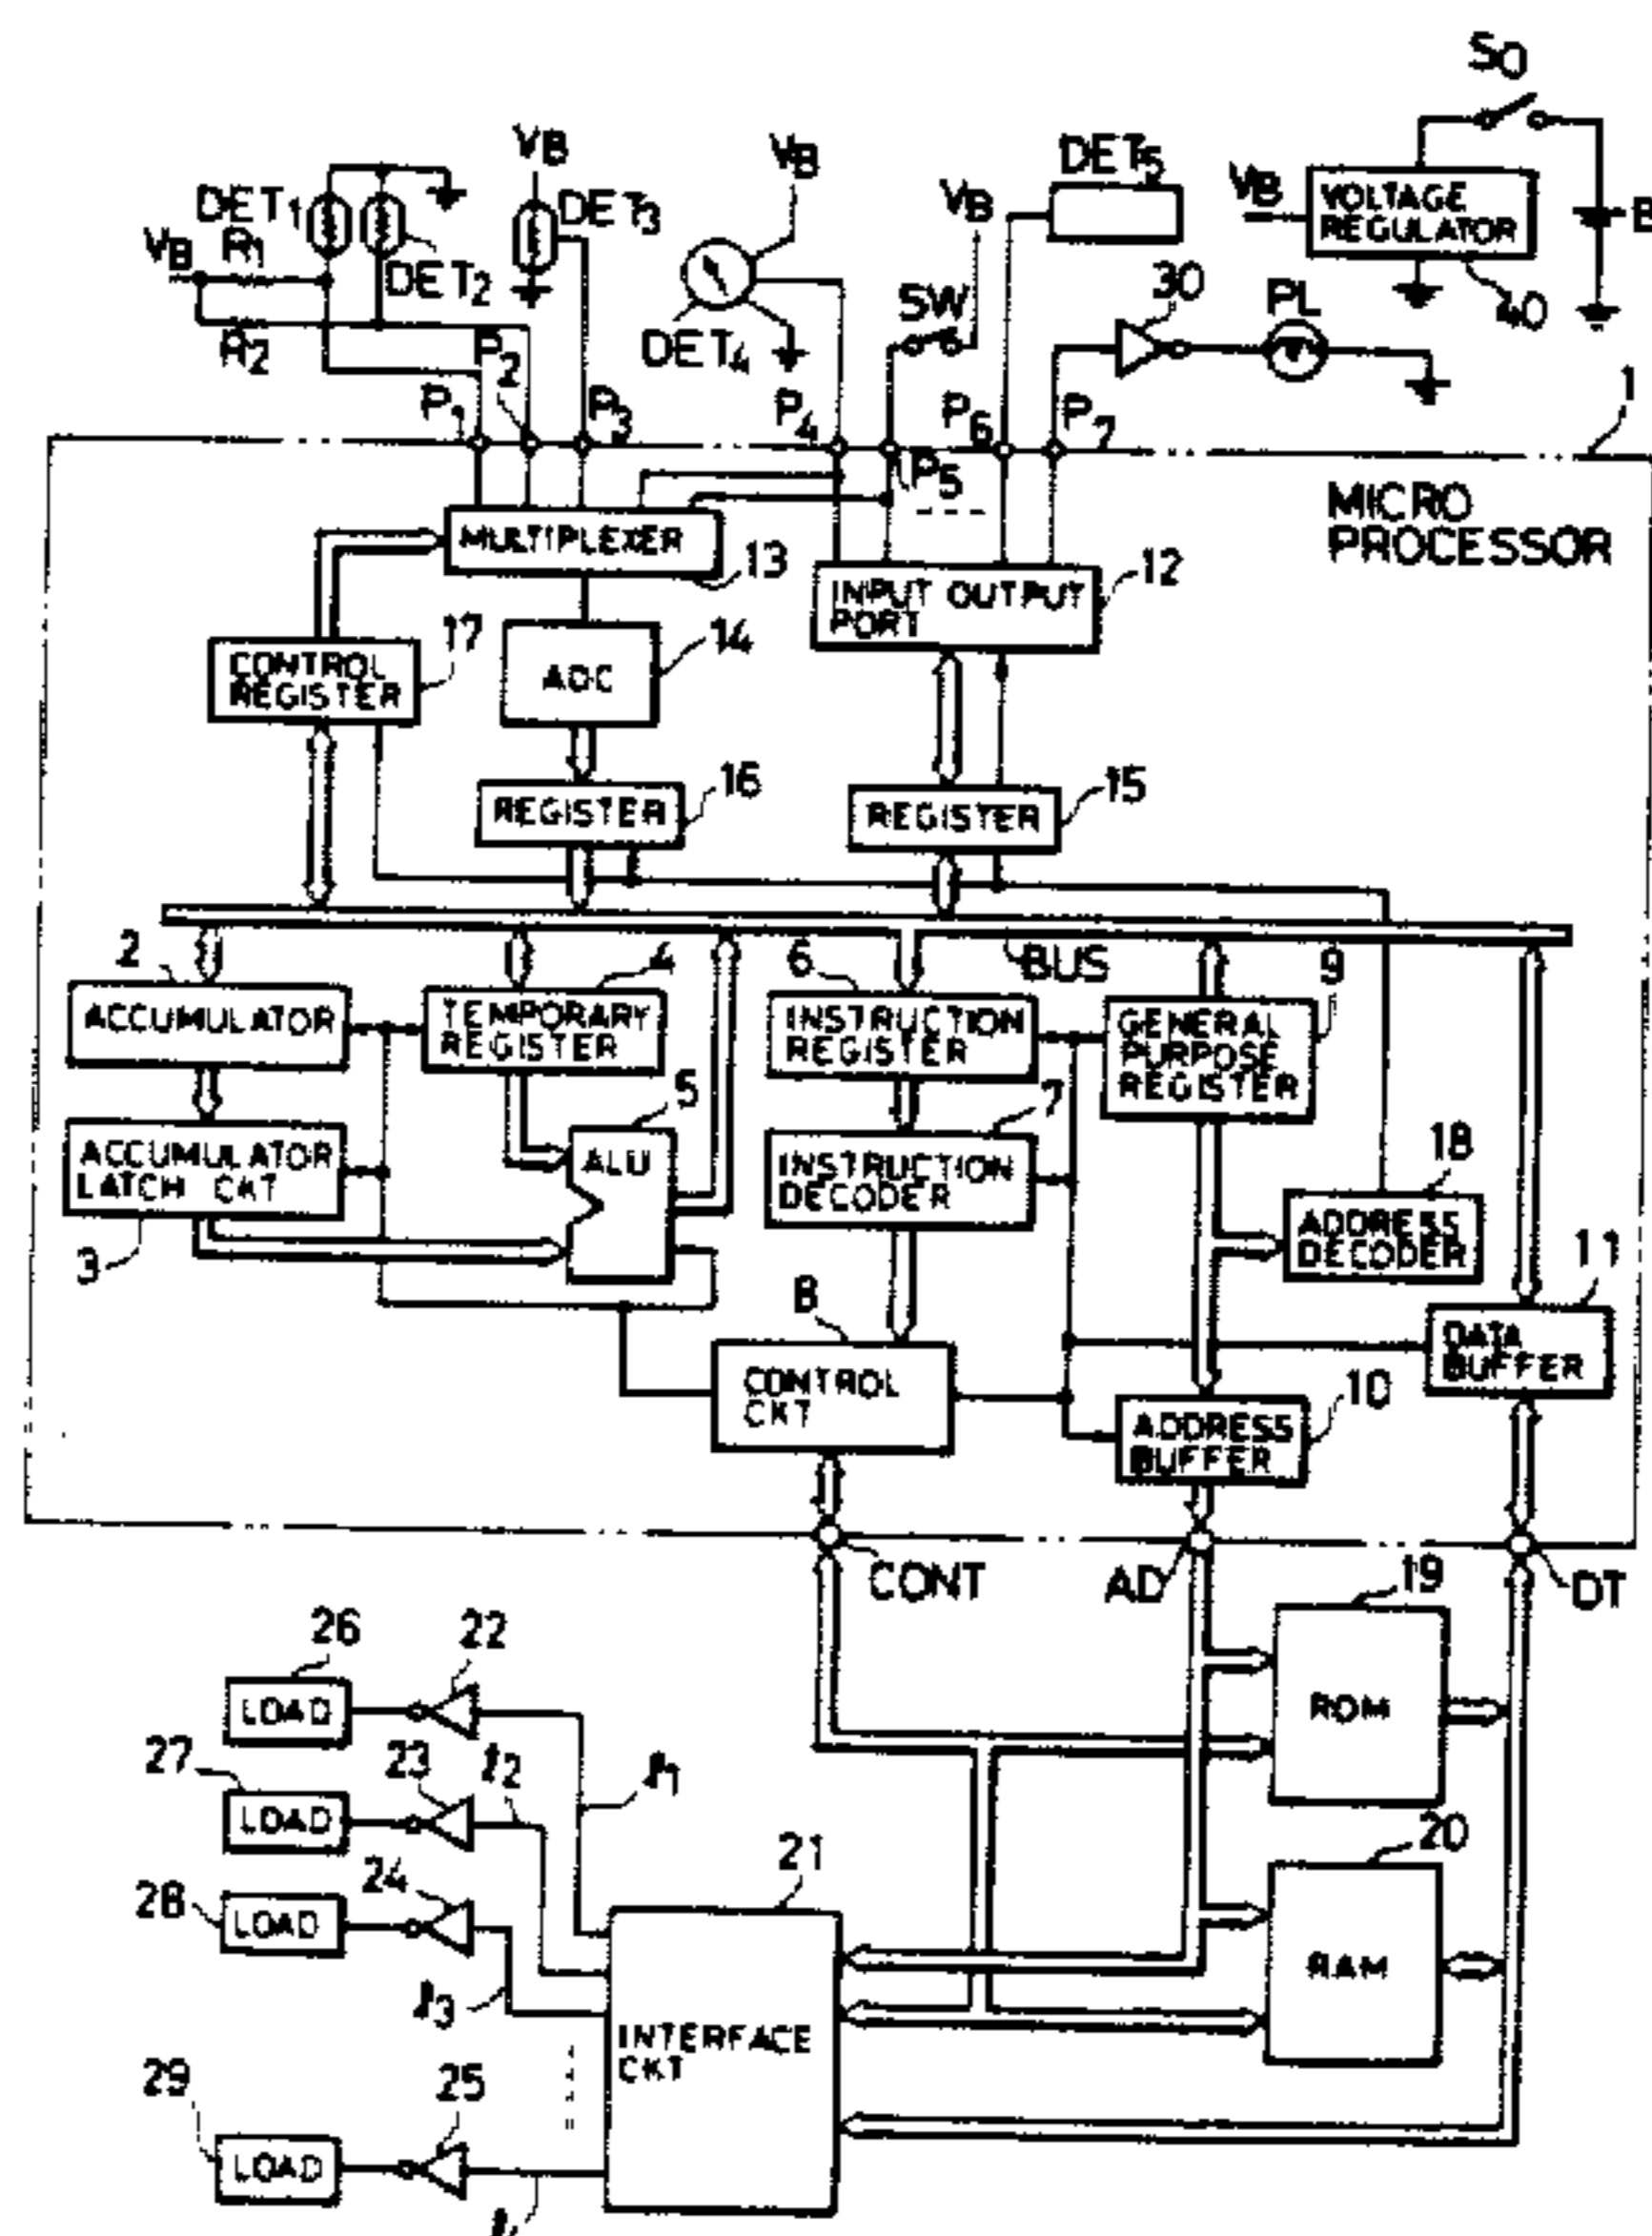 S0
VB
VB
DET5
DET1
DET3
VB
VB
VOLTAGE
REGULATOR
B
VB
R1
DET2
SW
30
PL
40
R2
P2
DET4
P1
P3
P4
P6
P7
1
P5
MICRO
PROCESSOR
MULTIPLEXER
13
INPUT OUTPUT
PORT
12
17
14
CONTROL
REGISTER
ADC
16
15
REGISTER
REGISTER
2
4
6
BUS
9
ACCUMULATOR
TEMPORARY
REGISTER
INSTRUCTION
REGISTER
GENERAL
PURPOSE
REGISTER
5
7
ACCUMULATOR
LATCH CKT
ALU
INSTRUCTION
DECODER
18
ADDRESS
DECODER
3
11
8
DATA
BUFFER
CONTROL
CKT
10
ADDRESS
BUFFER
CONT
AD
19
DT
26
22
LOAD
ROM
27
23
ℓ2
ℓ1
LOAD
20
21
24
28
LOAD
RAM
ℓ3
INTERFACE
CKT
29
25
LOAD